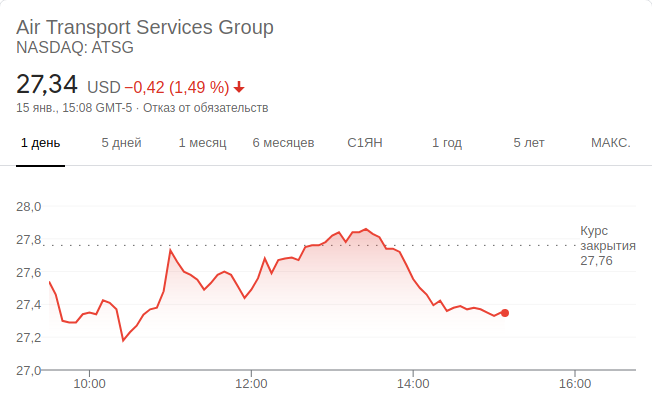 Air Transport Services Group
NASDAQ: ATSG
27,34 USD −0,42 (1,49 %)
15 янв., 15:08 GMT-5 · Отказ от обязательств
1 день 5 дней 1 месяц 6 месяцев С1ЯН 1 год 5 лет МАКС.
28,0
27,8
27,6
27,4
27,2
27,0
Курс
закрытия
27,76
10:00 12:00 14:00 16:00